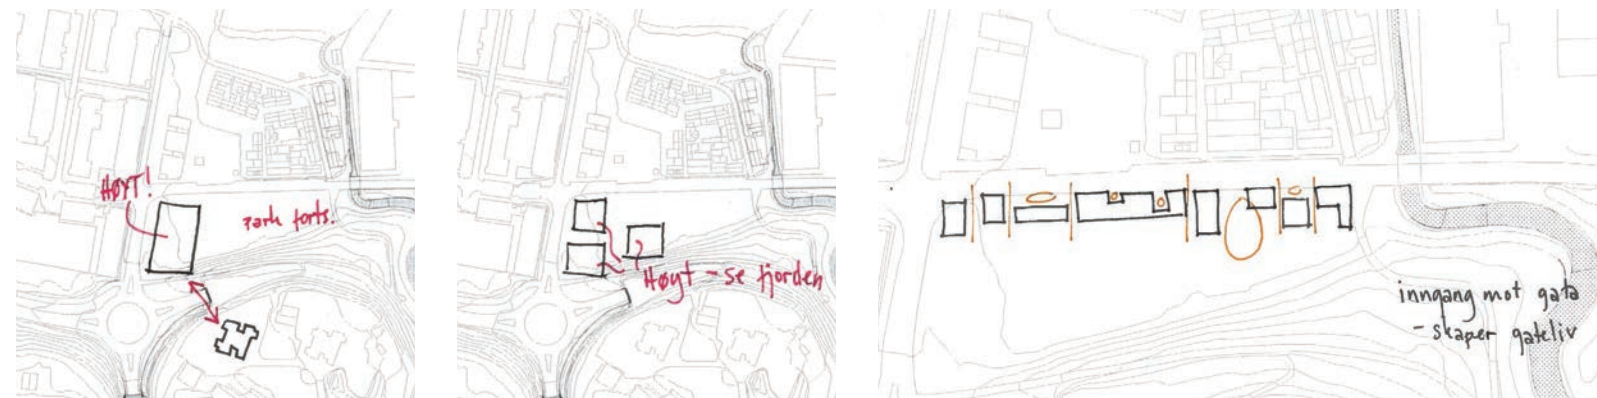 HØYT!
park forts.
Høyt - se fjorden
inngang mot gata
- skaper gateliv